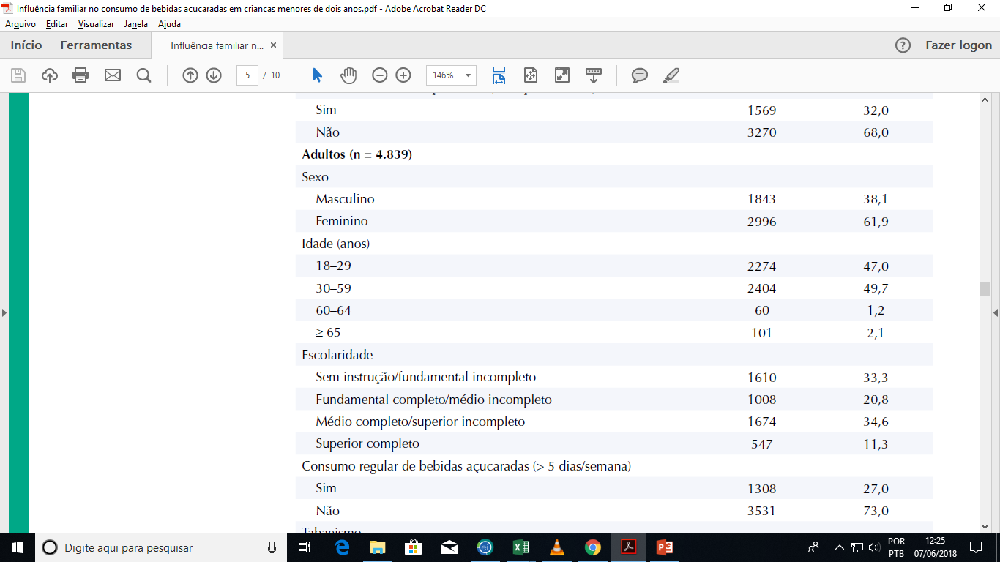 Influência familiar no consumo de bebidas acucaradas em criancas menores de dois anos.pdf - Adobe Acrobat Reader DC
Arquivo Editar Visualizar Janela Ajuda
Início Ferramentas Influência familiar n... × ? Fazer logon
5 / 10 146%
Sim 1569 32,0
Não 3270 68,0
Adultos (n = 4.839)
Sexo
Masculino 1843 38,1
Feminino 2996 61,9
Idade (anos)
18–29 2274 47,0
30–59 2404 49,7
60–64 60 1,2
≥ 65 101 2,1
Escolaridade
Sem instrução/fundamental incompleto 1610 33,3
Fundamental completo/médio incompleto 1008 20,8
Médio completo/superior incompleto 1674 34,6
Superior completo 547 11,3
Consumo regular de bebidas açucaradas (> 5 dias/semana)
Sim 1308 27,0
Não 3531 73,0
Tabagismo
Digite aqui para pesquisar POR 12:25
PTB 07/06/2018